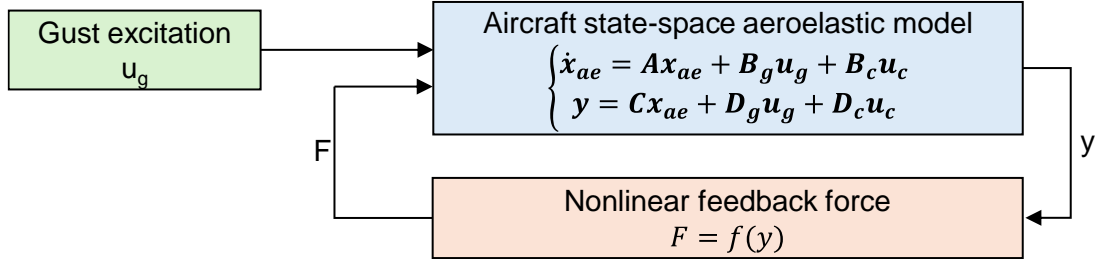 Gust excitation
u_g
Aircraft state-space aeroelastic model
ẋ_ae = Ax_ae + B_g u_g + B_c u_c
y = Cx_ae + D_g u_g + D_c u_c
F
y
Nonlinear feedback force
F = f(y)